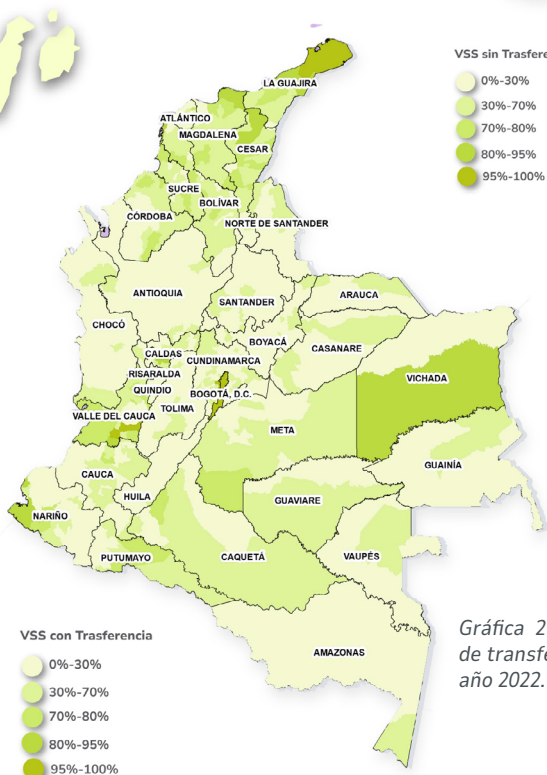 VSS sin Trasfere
0%-30%
30%-70%
70%-80%
80%-95%
95%-100%
LA GUAJIRA
ATLÁNTICO
MAGDALENA
CESAR
SUCRE
BOLÍVAR
CÓRDOBA
NORTE DE SANTANDER
ANTIOQUIA
SANTANDER
ARAUCA
CHOCÓ
BOYACÁ
CASANARE
CALDAS
CUNDINAMARCA
RISARALDA
VICHADA
QUINDIO
BOGOTÁ, D.C.
TOLIMA
VALLE DEL CAUCA
META
GUAINÍA
CAUCA
HUILA
GUAVIARE
NARIÑO
PUTUMAYO
CAQUETÁ
VAUPÉS
AMAZONAS
VSS con Trasferencia
0%-30%
30%-70%
70%-80%
80%-95%
95%-100%
Gráfica 2
de transfe
año 2022.